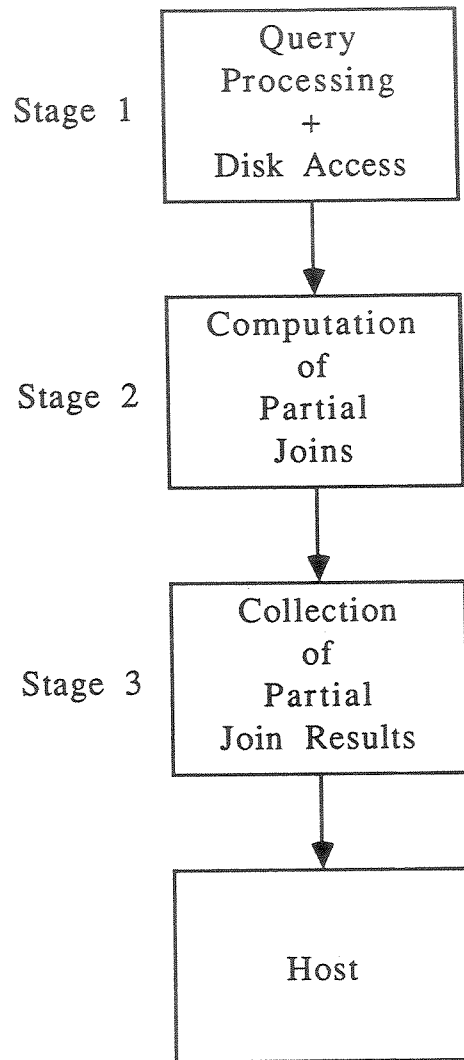 Stage 1
Query
Processing
+
Disk Access
Stage 2
Computation
of
Partial
Joins
Stage 3
Collection
of
Partial
Join Results
Host